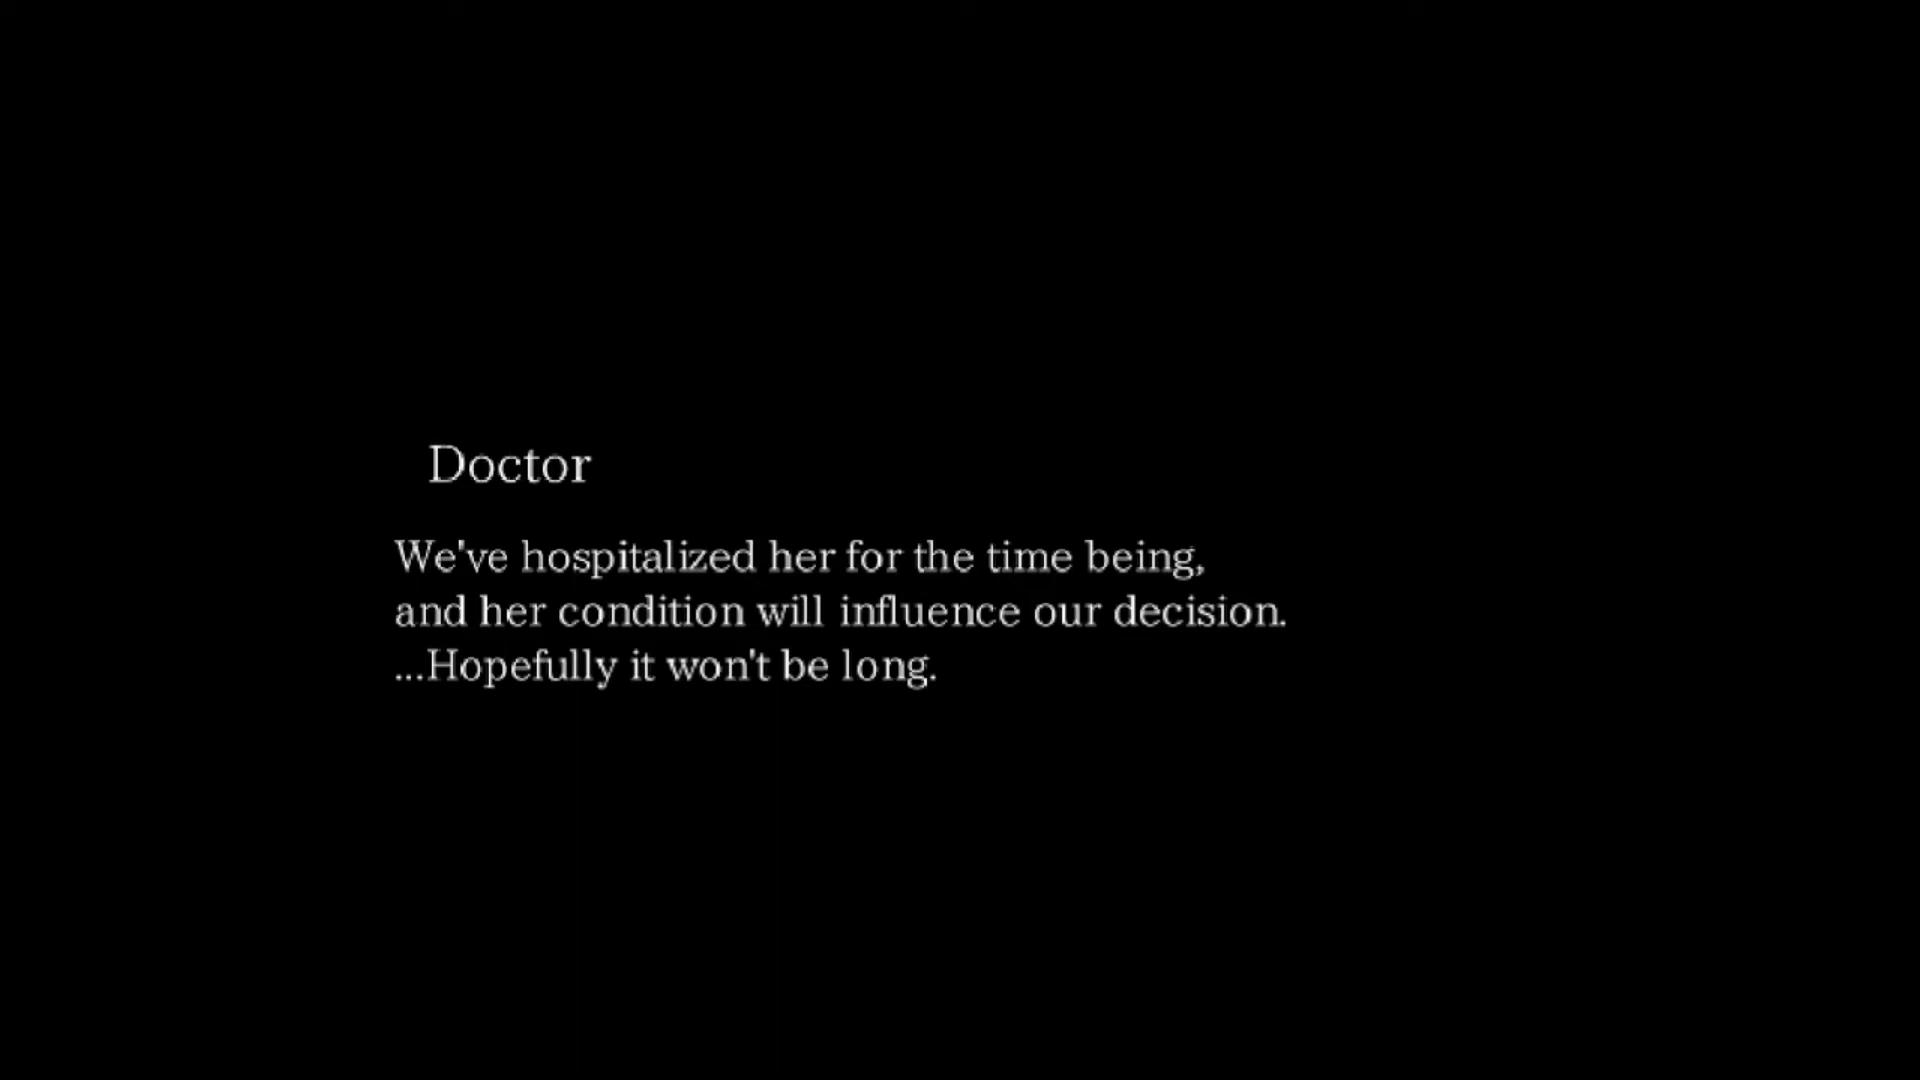 Doctor
We've hospitalized her for the time being,
and her condition will influence our decision.
...Hopefully it won't be long.